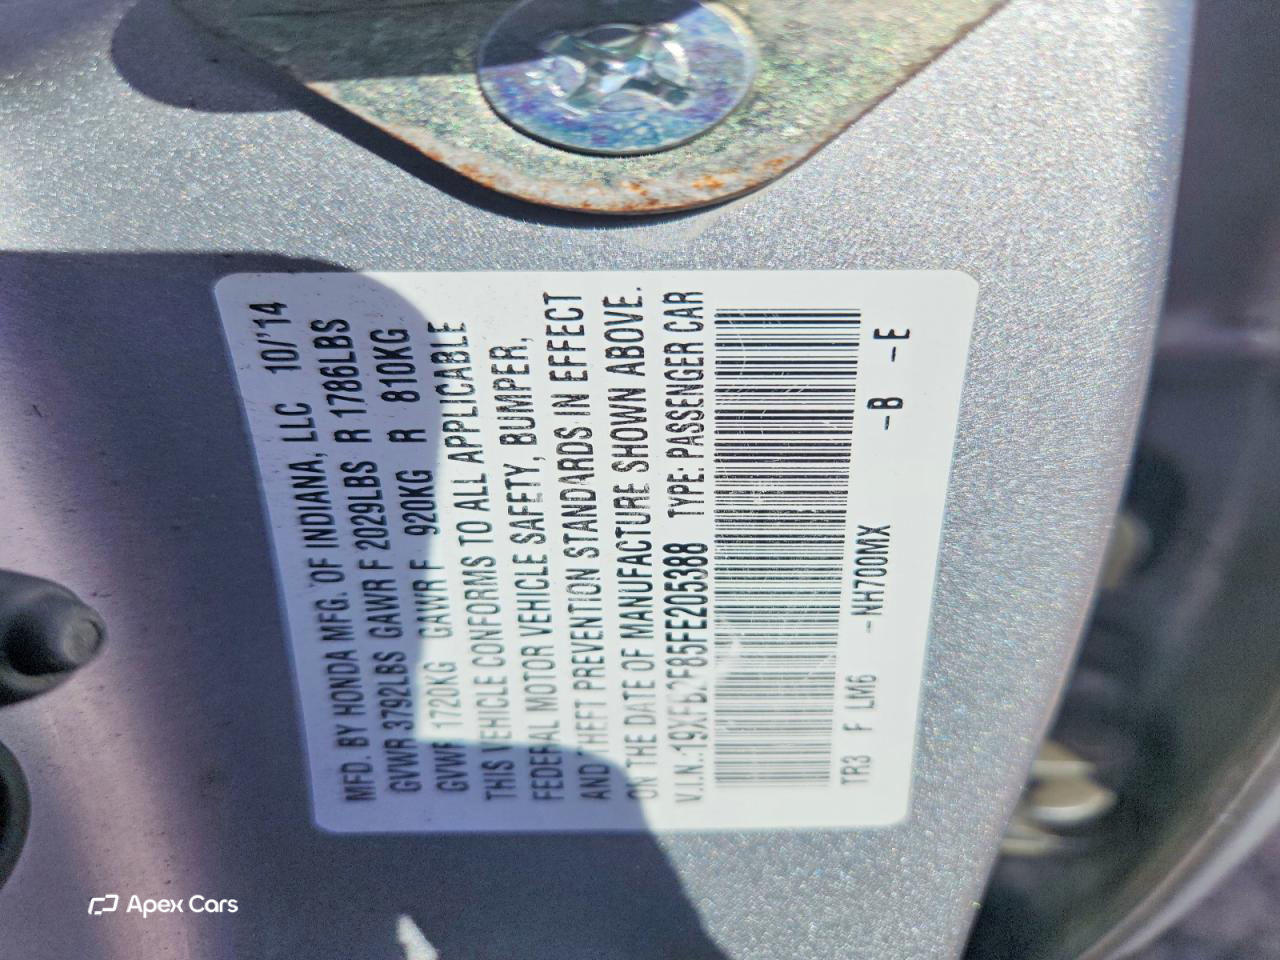 MFD. BY HONDA MFG. OF INDIANA, LLC 10/'14
GVWR 3792LBS GAWR F 2029LBS R 1786LBS
GVWR 1720KG GAWR F 920KG R 810KG
THIS VEHICLE CONFORMS TO ALL APPLICABLE
FEDERAL MOTOR VEHICLE SAFETY, BUMPER,
AND THEFT PREVENTION STANDARDS IN EFFECT
ON THE DATE OF MANUFACTURE SHOWN ABOVE.
V.I.N.:19XFB2F85FE205388 TYPE: PASSENGER CAR
TR3 F LM6 -NH700MX -B -E
Apex Cars